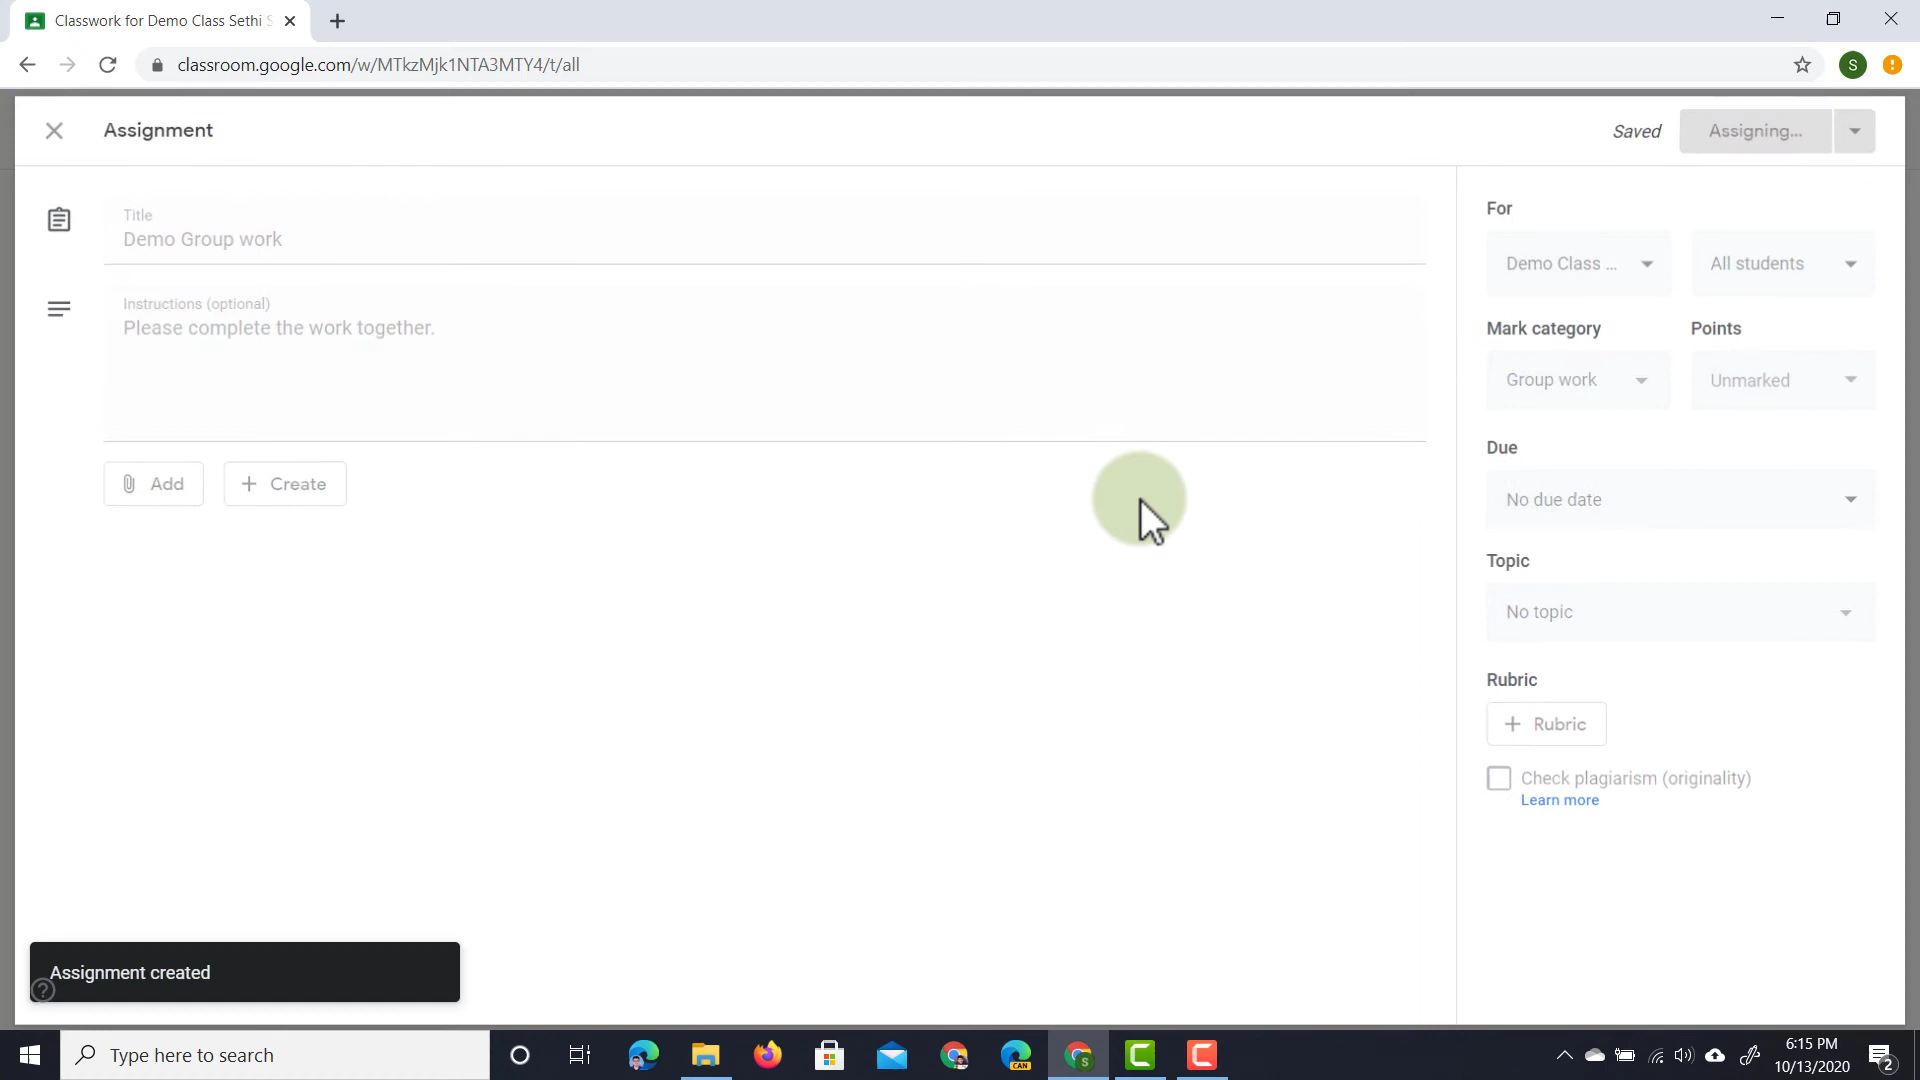 Classwork for Demo Class Sethi
classroom.google.com/w/MTkzMjk1NTA3MTY4/t/all
S
Assignment
Saved
Assigning...
Title
Demo Group work
Instructions (optional)
Please complete the work together.
Add
Create
For
Demo Class ...
All students
Mark category
Points
Group work
Unmarked
Due
No due date
Topic
No topic
Rubric
Rubric
Check plagiarism (originality)
Learn more
Assignment created
Type here to search
CAN
S
6:15 PM
10/13/2020
2